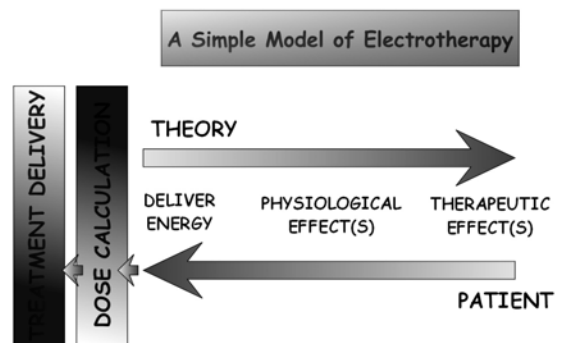 A Simple Model of Electrotherapy
TREATMENT DELIVERY
DOSE CALCULATION
THEORY
DELIVER
ENERGY
PHYSIOLOGICAL
EFFECT(S)
THERAPEUTIC
EFFECT(S)
PATIENT